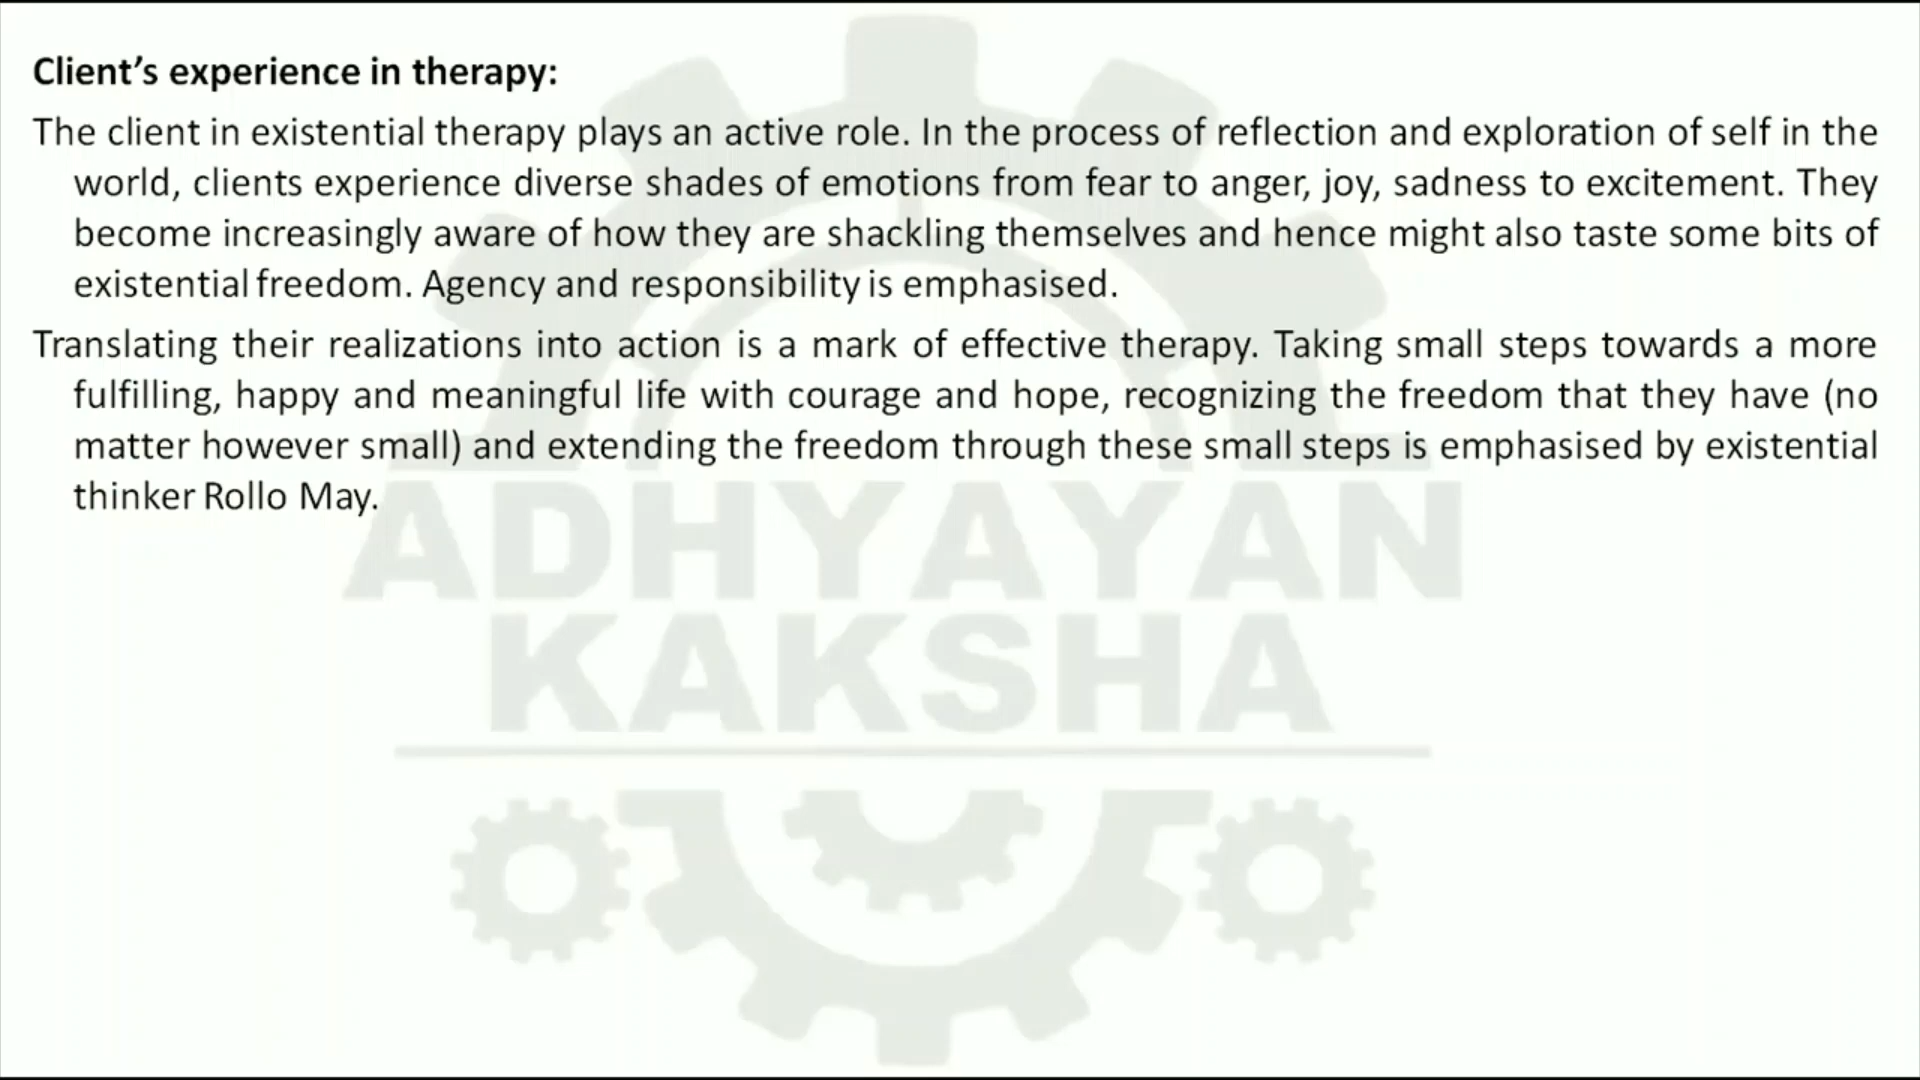 Client’s experience in therapy:
The client in existential therapy plays an active role. In the process of reflection and exploration of self in the
world, clients experience diverse shades of emotions from fear to anger, joy, sadness to excitement. They
become increasingly aware of how they are shackling themselves and hence might also taste some bits of
existential freedom. Agency and responsibility is emphasised.
Translating their realizations into action is a mark of effective therapy. Taking small steps towards a more
fulfilling, happy and meaningful life with courage and hope, recognizing the freedom that they have (no
matter however small) and extending the freedom through these small steps is emphasised by existential
thinker Rollo May.
ADHYAYAN
KAKSHA